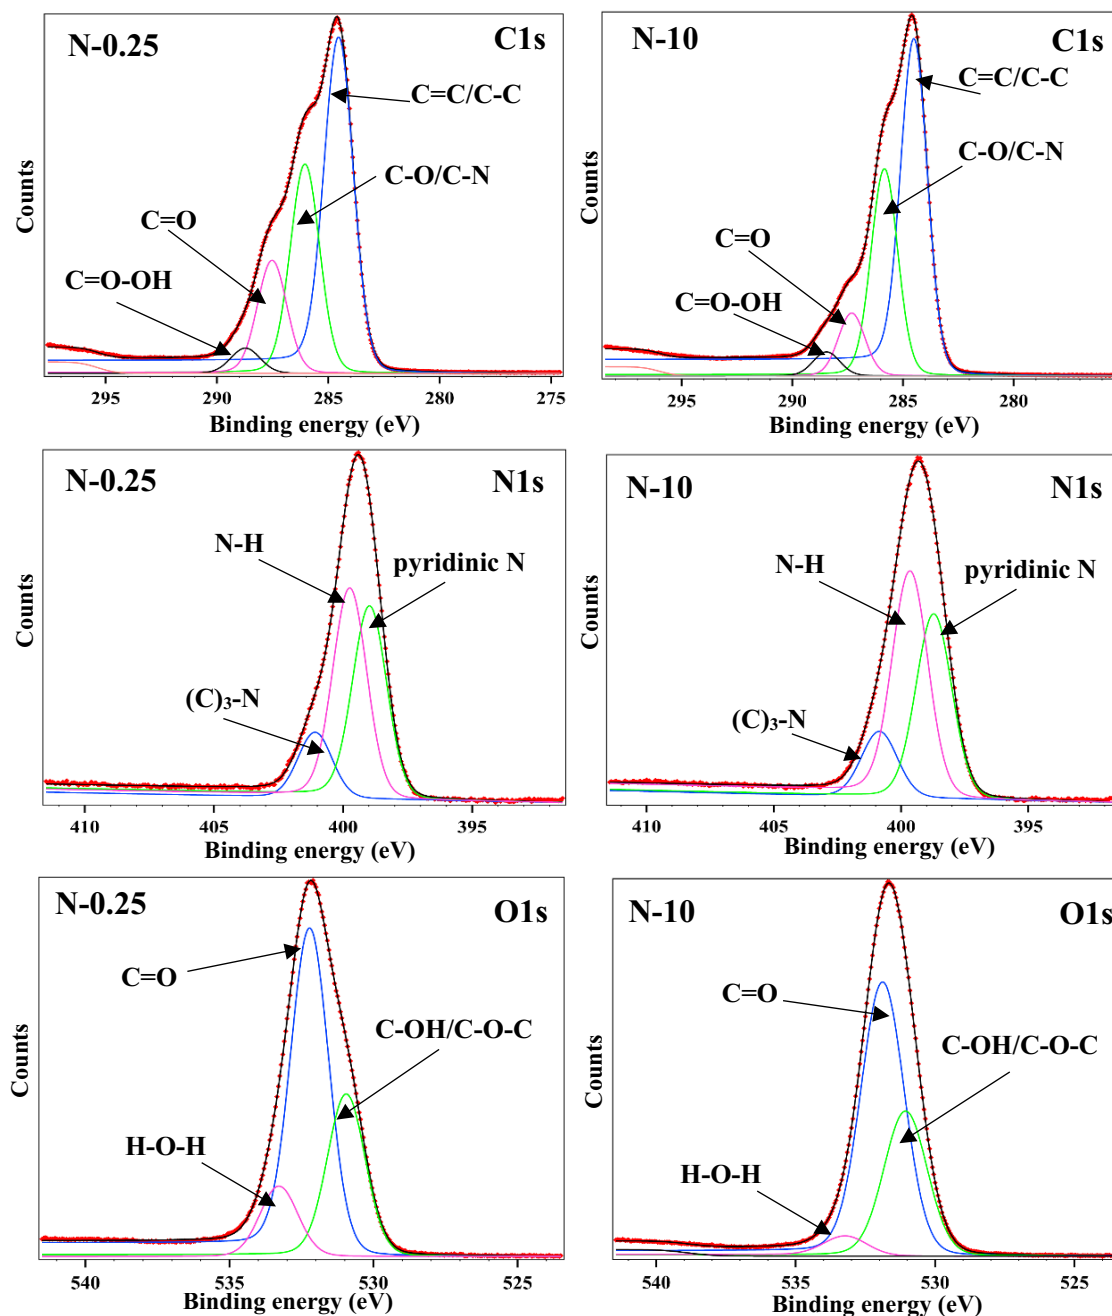 N-0.25
C1s
C=C/C-C
C-O/C-N
C=O
C=O-OH
Counts
295
290
285
280
275
Binding energy (eV)
N-10
C1s
C=C/C-C
C-O/C-N
C=O
C=O-OH
Counts
295
290
285
280
Binding energy (eV)
N-0.25
N1s
N-H
pyridinic N
(C)3-N
Counts
410
405
400
395
Binding energy (eV)
N-10
N1s
N-H
pyridinic N
(C)3-N
Counts
410
405
400
395
Binding energy (eV)
N-0.25
O1s
C=O
C-OH/C-O-C
H-O-H
Counts
540
535
530
525
Binding energy (eV)
N-10
O1s
C=O
C-OH/C-O-C
H-O-H
Counts
540
535
530
525
Binding energy (eV)